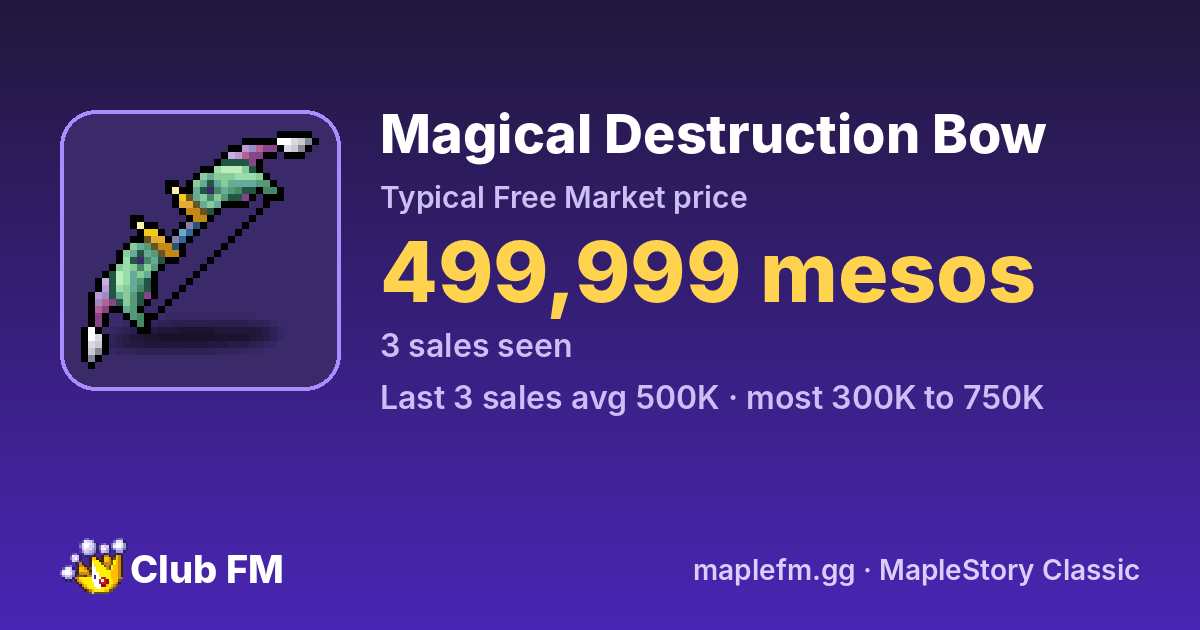 Magical Destruction Bow
Typical Free Market price
499,999 mesos
3 sales seen
Last 3 sales avg 500K · most 300K to 750K
Club FM
maplefm.gg · MapleStory Classic